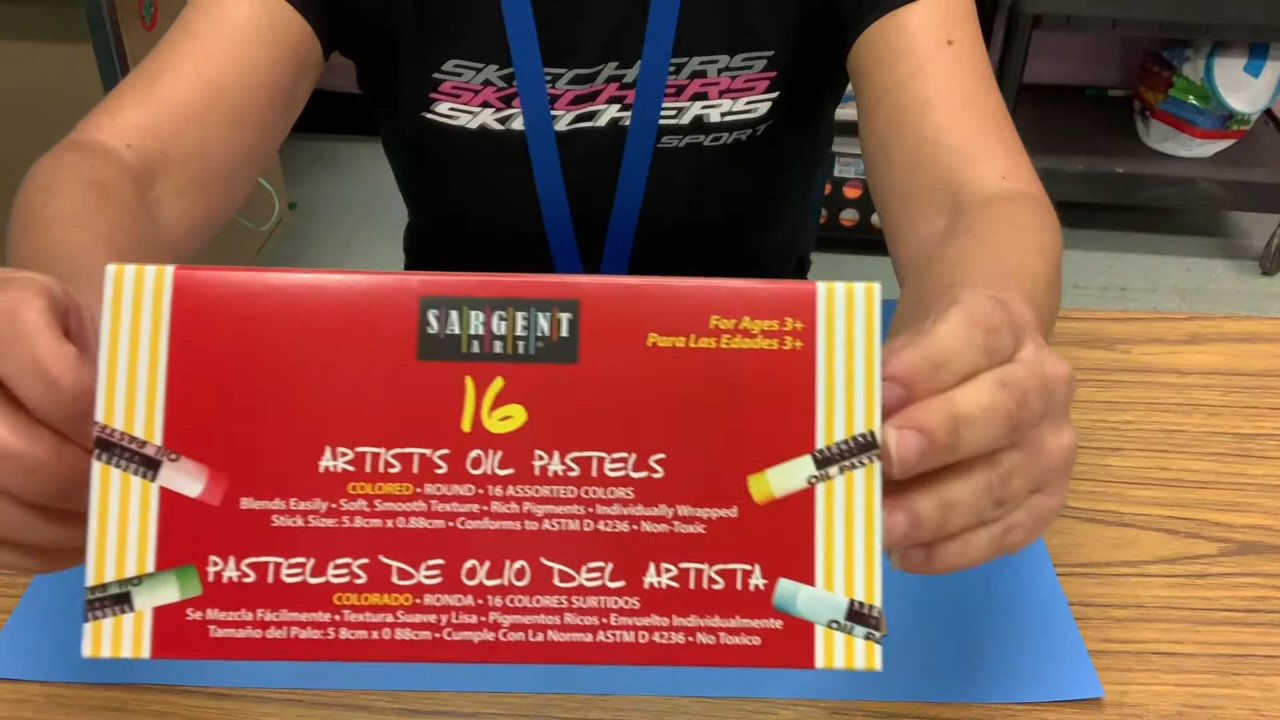 SKECHERS
SKECHERS
SKECHERS
SPORT
SARGENT
ART
For Ages 3+
Para Las Edades 3+
16
ARTIST'S OIL PASTELS
COLORED • ROUND • 16 ASSORTED COLORS
Blends Easily • Soft, Smooth Texture • Rich Pigments • Individually Wrapped
Stick Size: 5.8cm x 0.88cm • Conforms to ASTM D 4236 • Non-Toxic
OIL PASTE
OIL PAST
PASTELES DE OLIO DEL ARTISTA
COLORADO • RONDA • 16 COLORES SURTIDOS
Se Mezcla Fácilmente • Textura Suave y Lisa • Pigmentos Ricos • Envuelto Individualmente
Tamaño del Palo: 5 8cm x 0 88cm • Cumple Con La Norma ASTM D 4236 • No Toxico
OIL P